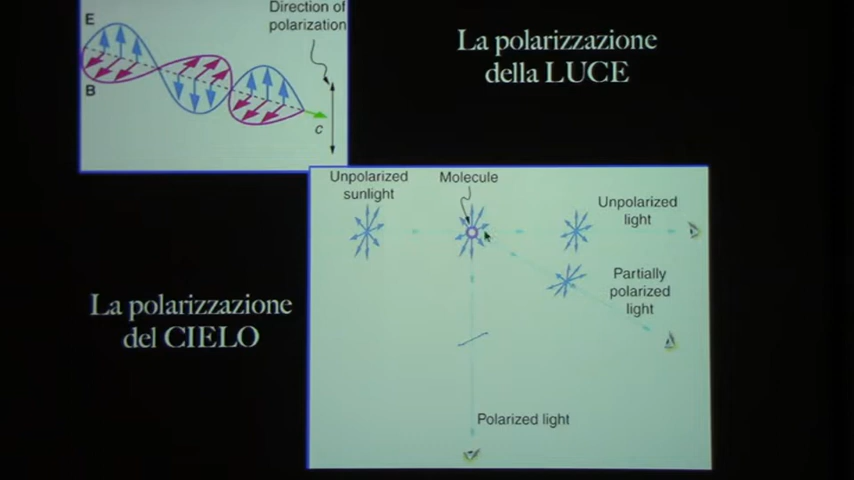 Direction of
polarization
E
B
c
La polarizzazione
della LUCE
Unpolarized
sunlight
Molecule
Unpolarized
light
Partially
polarized
light
La polarizzazione
del CIELO
Polarized light